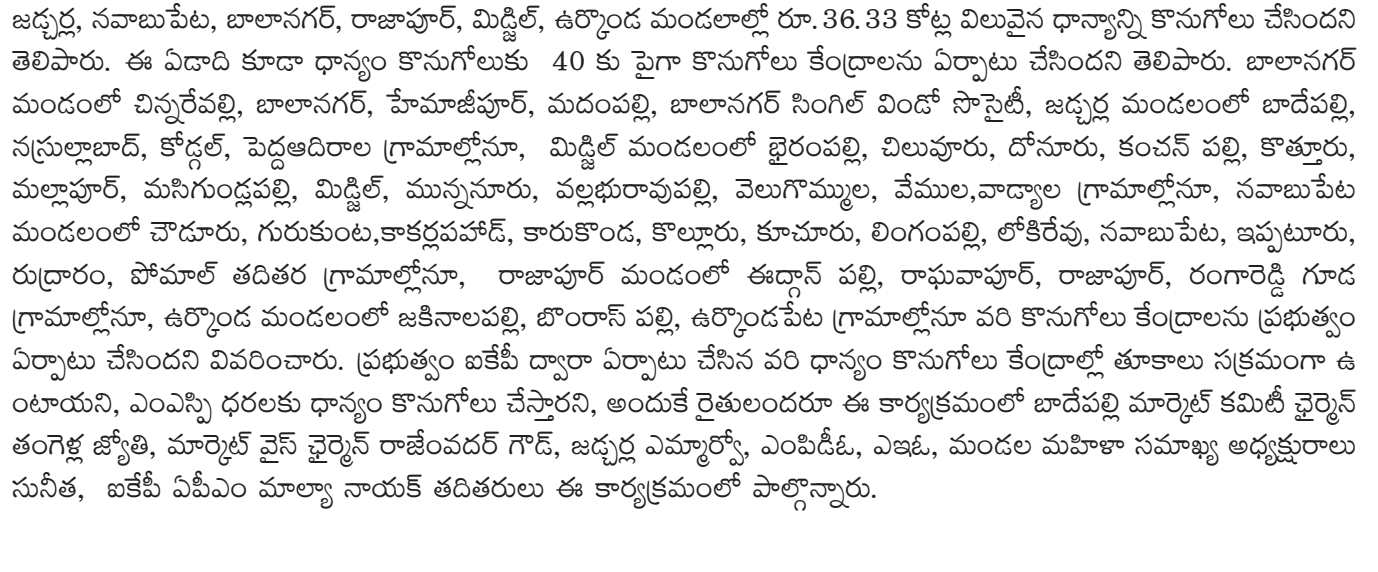 జడ్చర్ల, నవాబుపేట, బాలానగర్, రాజాపూర్, మిడ్జిల్, ఉర్కొండ మండలాల్లో రూ. 36. 33 కోట్ల విలువైన ధాన్యాన్ని కొనుగోలు చేసిందని
తెలిపారు. ఈ ఏడాది కూడా ధాన్యం కొనుగోలుకు 40 కు పైగా కొనుగోలు కేంద్రాలను ఏర్పాటు చేసిందని తెలిపారు. బాలానగర్
మండంలో చిన్నరేవల్లి, బాలానగర్, హేమాజీపూర్, మదంపల్లి, బాలానగర్ సింగిల్ విండో సొసైటీ, జడ్చర్ల మండలంలో బాదేపల్లి,
నస్రుల్లాబాద్, కోడ్గల్, పెద్దఆదిరాల గ్రామాల్లోనూ, మిడ్జిల్ మండలంలో భైరంపల్లి, చిలువూరు, దోనూరు, కంచన్ పల్లి, కొత్తూరు,
మల్లాపూర్, మసిగుండ్లపల్లి, మిడ్జిల్, మున్ననూరు, వల్లభురావుపల్లి, వెలుగొమ్ముల, వేముల,వాడ్యాల గ్రామాల్లోనూ, నవాబుపేట
మండలంలో చౌడూరు, గురుకుంట,కాకర్లపహాడ్, కారుకొండ, కొల్లూరు, కూచూరు, లింగంపల్లి, లోకిరేవు, నవాబుపేట, ఇప్పటూరు,
రుద్రారం, పోమాల్ తదితర గ్రామాల్లోనూ, రాజాపూర్ మండంలో ఈద్గాన్ పల్లి, రాఘవాపూర్, రాజాపూర్, రంగారెడ్డి గూడ
గ్రామాల్లోనూ, ఉర్కొండ మండలంలో జకినాలపల్లి, బొంరాస్ పల్లి, ఉర్కొండపేట గ్రామాల్లోనూ వరి కొనుగోలు కేంద్రాలను ప్రభుత్వం
ఏర్పాటు చేసిందని వివరించారు. ప్రభుత్వం ఐకేపీ ద్వారా ఏర్పాటు చేసిన వరి ధాన్యం కొనుగోలు కేంద్రాల్లో తూకాలు సక్రమంగా ఉ
ంటాయని, ఎంఎస్పి ధరలకు ధాన్యం కొనుగోలు చేస్తారని, అందుకే రైతులందరూ ఈ కార్యక్రమంలో బాదేపల్లి మార్కెట్ కమిటీ ఛైర్మెన్
తంగెళ్ల జ్యోతి, మార్కెట్ వైస్ ఛైర్మెన్ రాజేంవదర్ గౌడ్, జడ్చర్ల ఎమ్మార్వో, ఎంపిడీఓ, ఎఇఓ, మండల మహిళా సమాఖ్య అధ్యక్షురాలు
సునీత, ఐకేపీ ఏపీఎం మాల్యా నాయక్ తదితరులు ఈ కార్యక్రమంలో పాల్గొన్నారు.